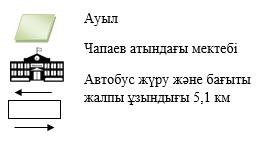 Ауыл
Чапаев атындағы мектебі
Автобус жүру және бағыты
жалпы ұзындығы 5,1 км